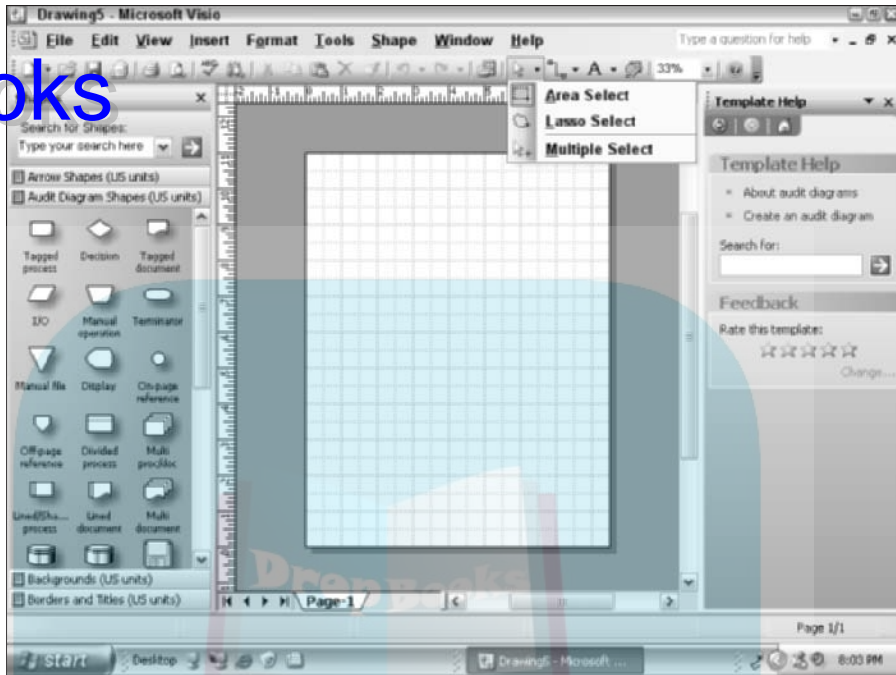 Drawing5 - Microsoft Visio
File Edit View Insert Format Tools Shape Window Help
Type a question for help
ooks
33%
Area Select
Lasso Select
Multiple Select
Search for Shapes:
Type your search here
Arrow Shapes (US units)
Audit Diagram Shapes (US units)
Tagged process
Decision
Tagged document
I/O
Manual operation
Terminator
Manual file
Display
On-page reference
Off-page reference
Divided process
Multi proc/doc
Lined/Sha... process
Lined document
Multi document
Backgrounds (US units)
Borders and Titles (US units)
Page-1
Template Help
Template Help
About audit diagrams
Create an audit diagram
Search for:
Feedback
Rate this template:
Change...
DropBooks
Page 1/1
start
Desktop
Drawing5 - Microsoft ...
8:03 PM